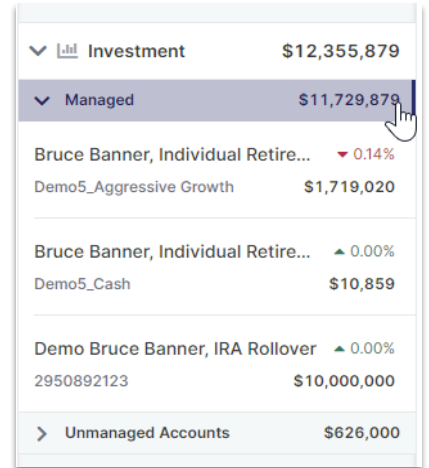 Investment $12,355,879
Managed $11,729,879
Bruce Banner, Individual Retire... 0.14%
Demo5_Aggressive Growth $1,719,020
Bruce Banner, Individual Retire... 0.00%
Demo5_Cash $10,859
Demo Bruce Banner, IRA Rollover 0.00%
2950892123 $10,000,000
Unmanaged Accounts $626,000